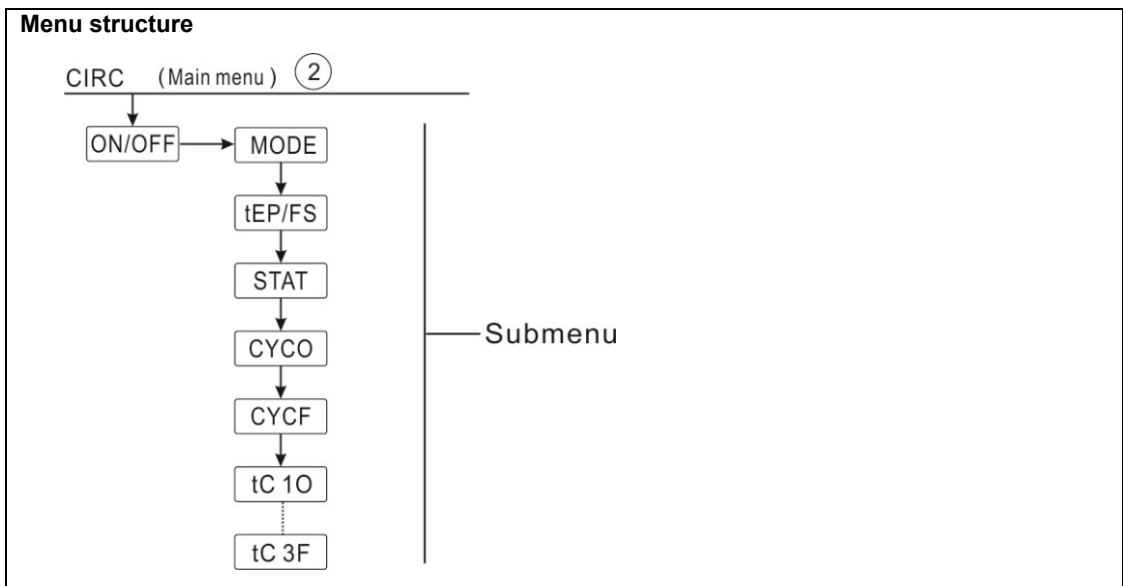 Menu structure
CIRC (Main menu) 2
ON/OFF MODE
tEP/FS
STAT
CYCO
Submenu
CYCF
tC 1O
tC 3F